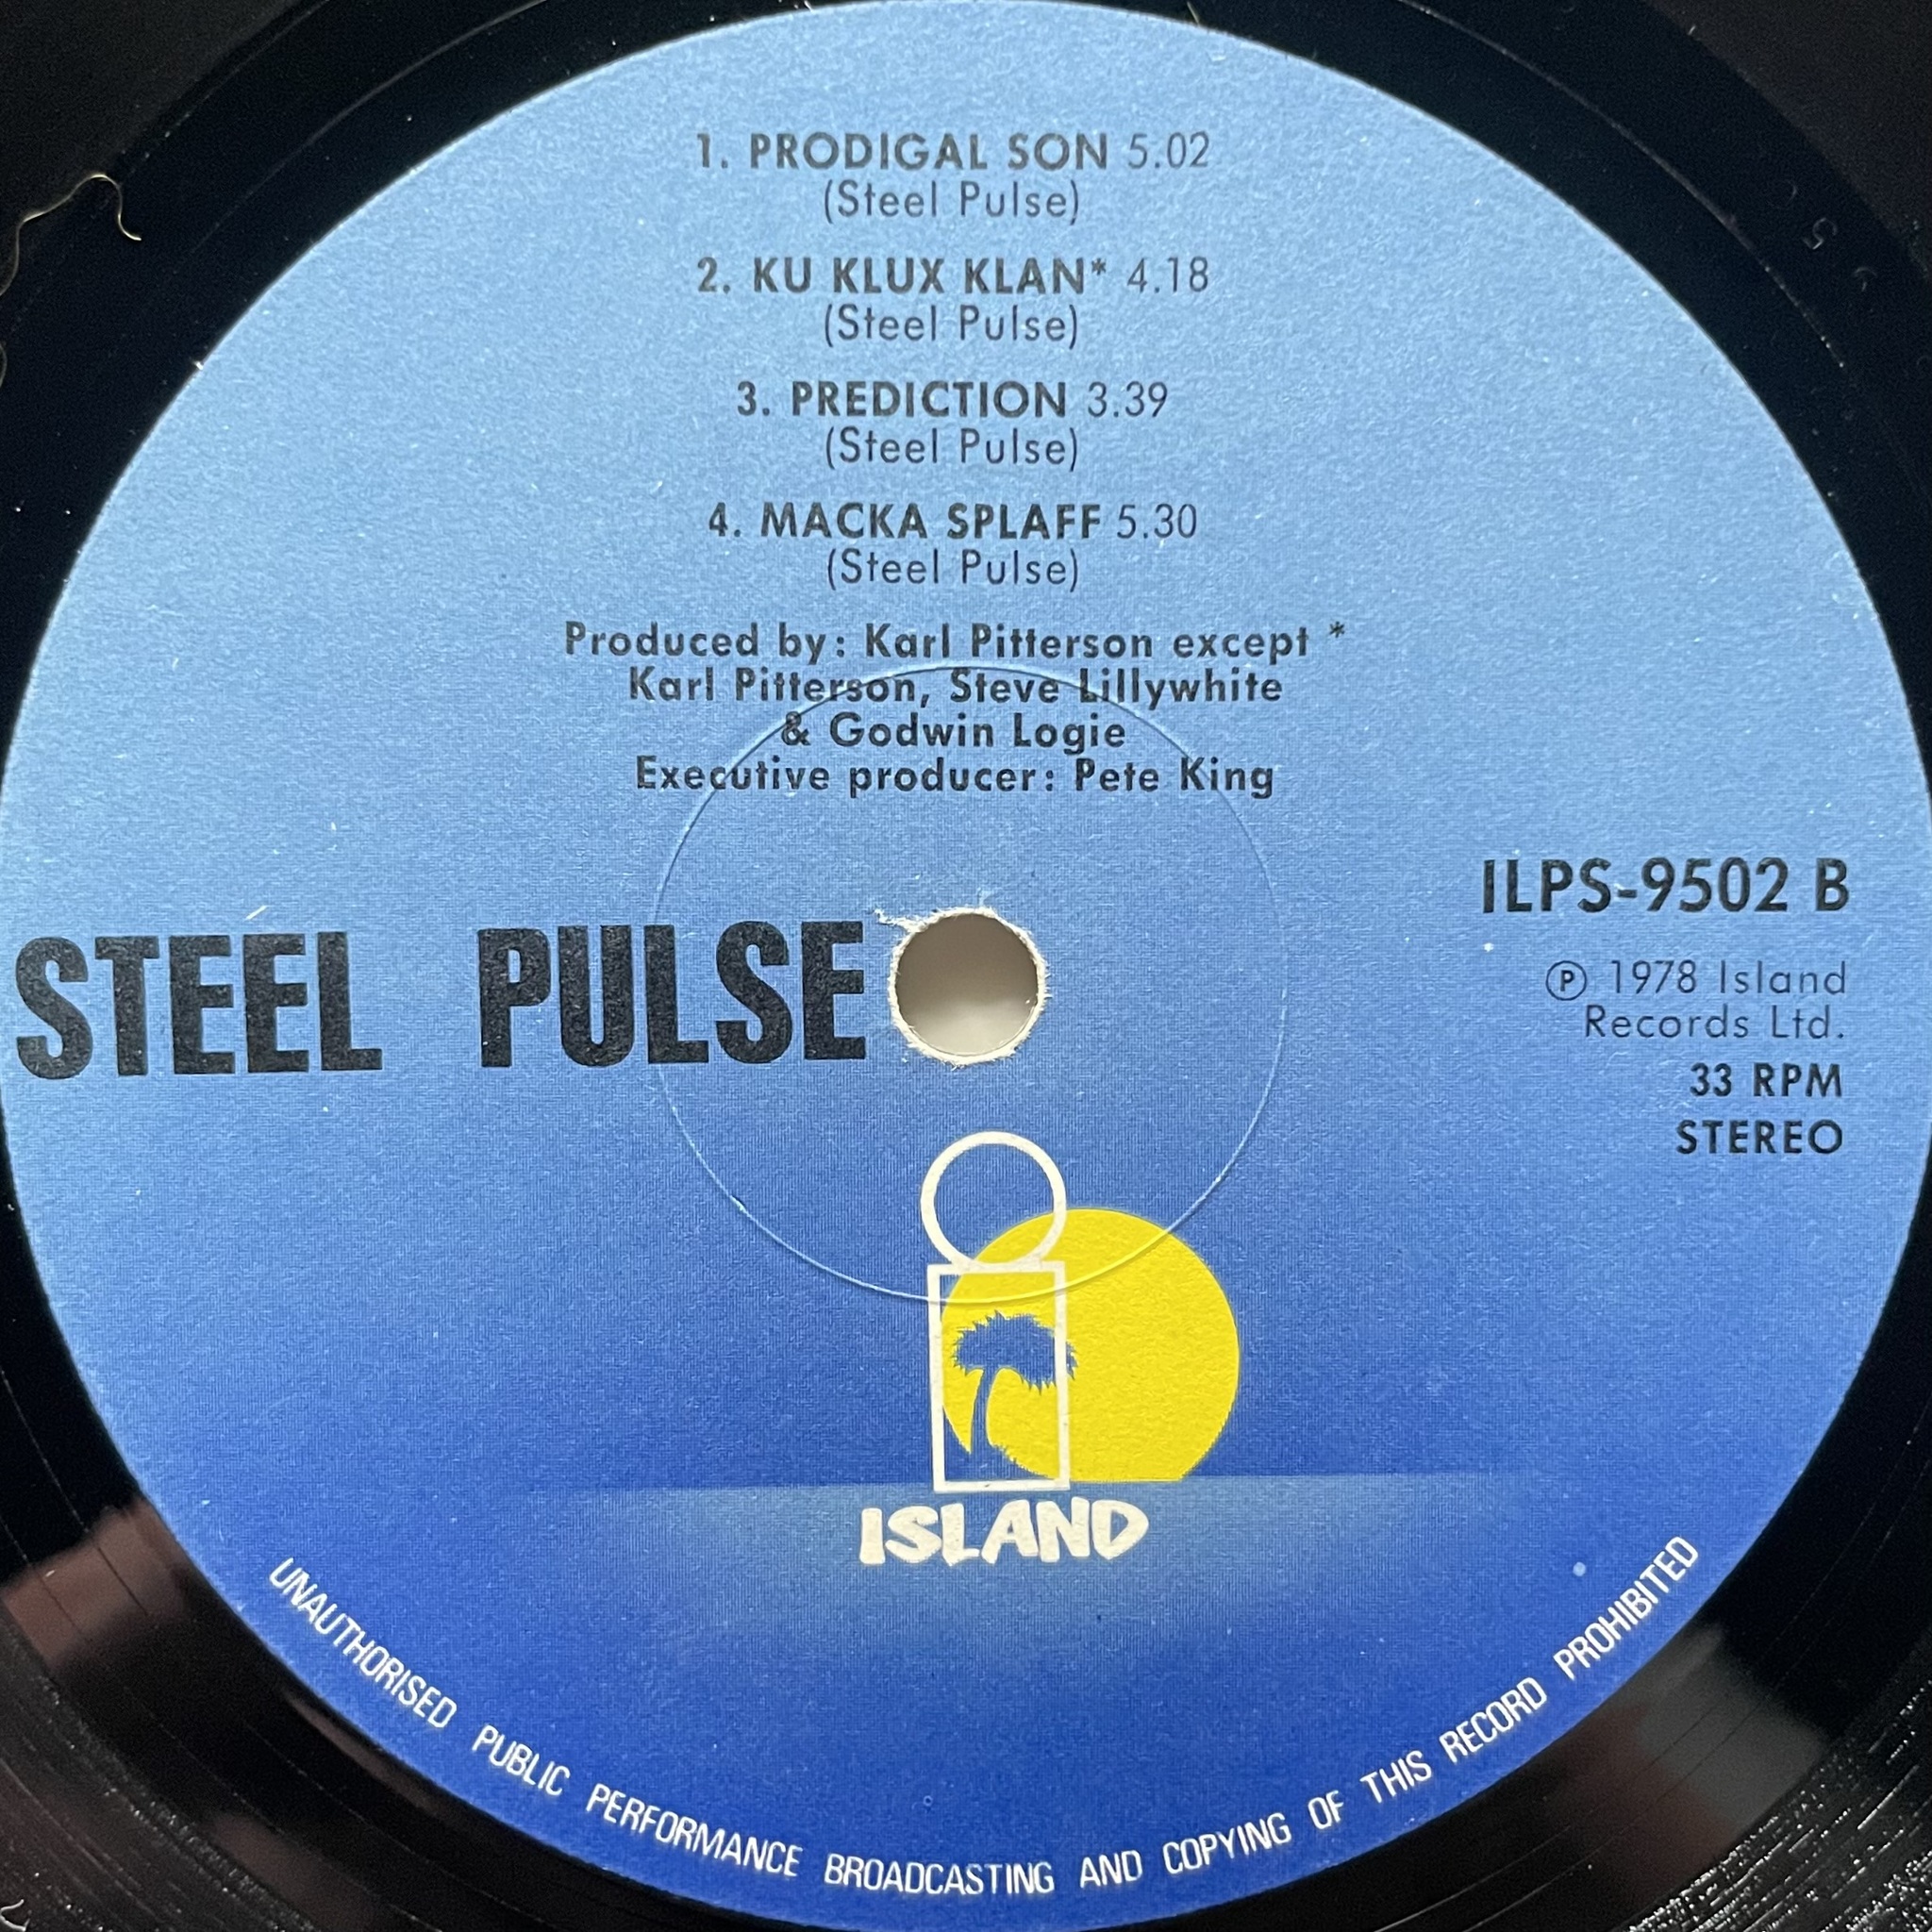 1. PRODIGAL SON 5.02
(Steel Pulse)
2. KU KLUX KLAN* 4.18
(Steel Pulse)
3. PREDICTION 3.39
(Steel Pulse)
4. MACKA SPLAFF 5.30
(Steel Pulse)
Produced by: Karl Pitterson except *
Karl Pitterson, Steve Lillywhite
& Godwin Logie
Executive producer: Pete King
STEEL PULSE
ILPS-9502 B
Ⓟ 1978 Island
Records Ltd.
33 RPM
STEREO
ISLAND
UNAUTHORISED PUBLIC PERFORMANCE BROADCASTING AND COPYING OF THIS RECORD PROHIBITED